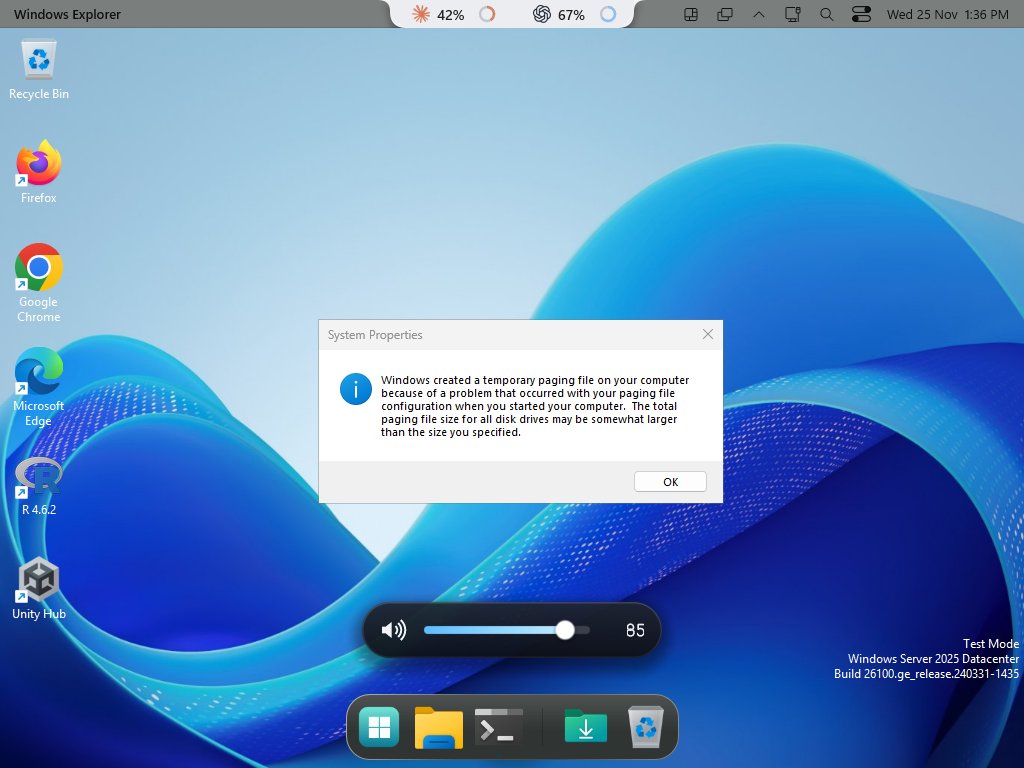 Windows Explorer
42%
67%
Wed 25 Nov 1:36 PM
Recycle Bin
Firefox
Google
Chrome
Microsoft
Edge
R 4.6.2
Unity Hub
System Properties
Windows created a temporary paging file on your computer
because of a problem that occurred with your paging file
configuration when you started your computer.  The total
paging file size for all disk drives may be somewhat larger
than the size you specified.
OK
85
Test Mode
Windows Server 2025 Datacenter
Build 26100.ge_release.240331-1435